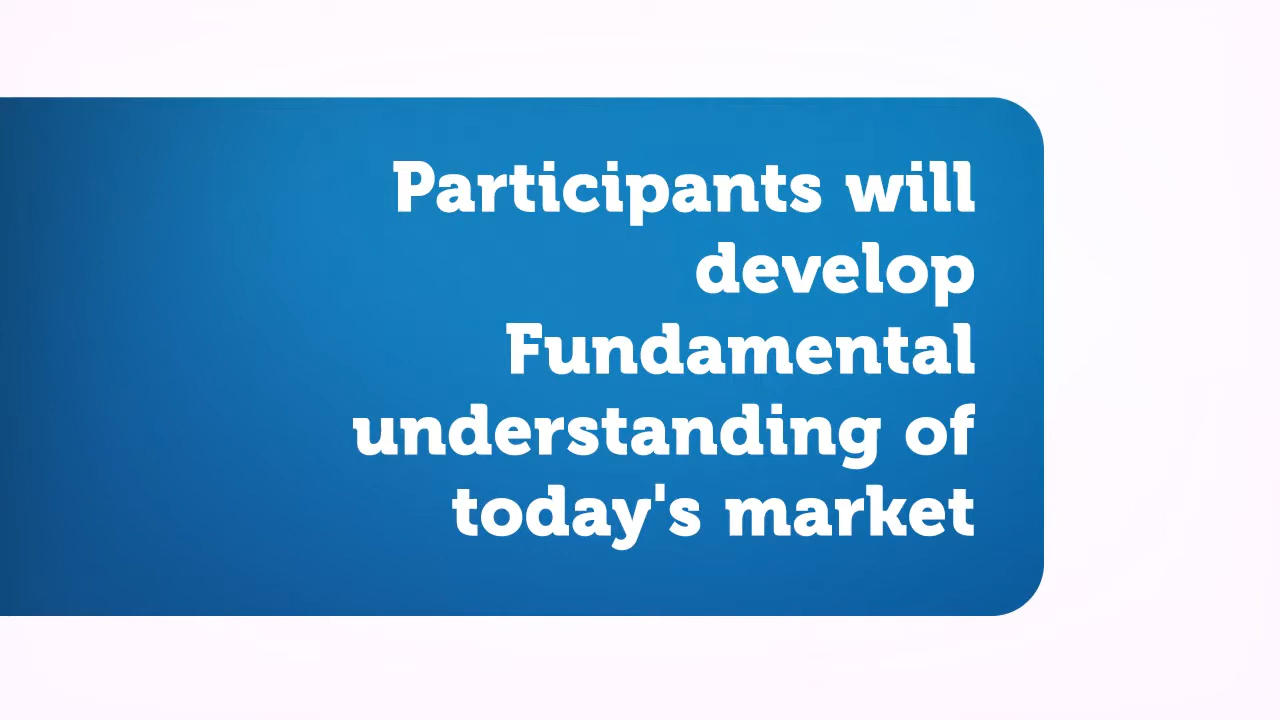 Participants will
develop
Fundamental
understanding of
today's market